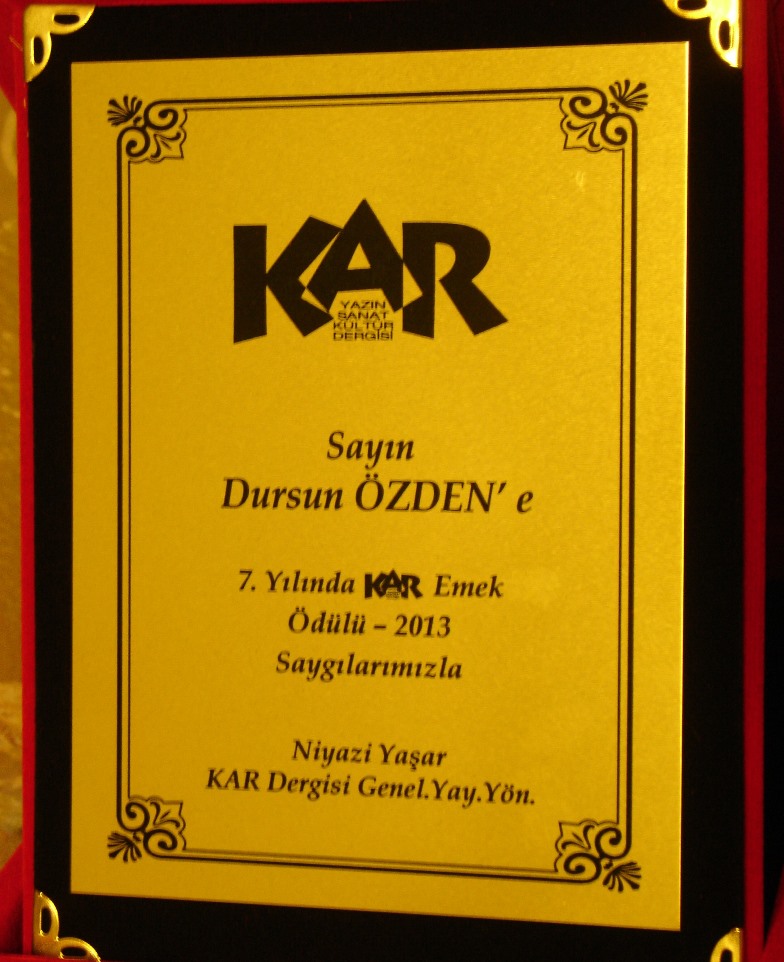 KAR
YAZIN
SANAT
KÜLTÜR
DERGİSİ
Sayın
Dursun ÖZDEN' e
7. Yılında KAR Emek
Ödülü – 2013
Saygılarımızla
Niyazi Yaşar
KAR Dergisi Genel.Yay.Yön.